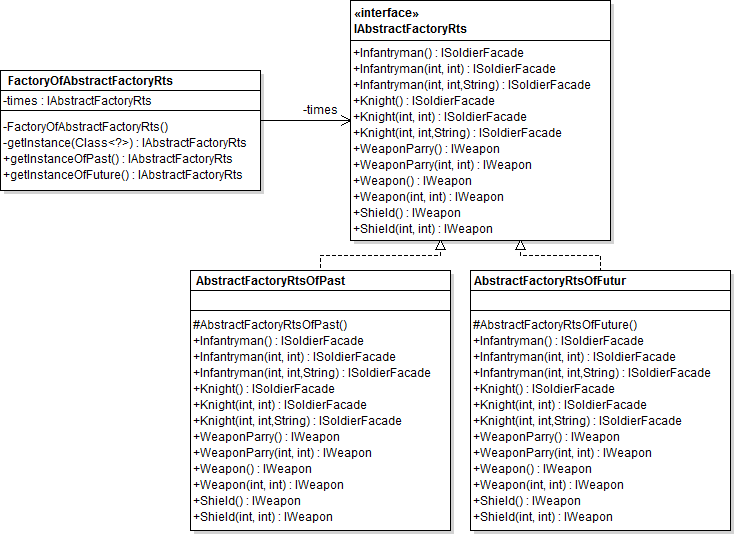 «interface»
IAbstractFactoryRts
+Infantryman() : ISoldierFacade
+Infantryman(int, int) : ISoldierFacade
+Infantryman(int, int,String) : ISoldierFacade
+Knight() : ISoldierFacade
+Knight(int, int) : ISoldierFacade
+Knight(int, int,String) : ISoldierFacade
+WeaponParry() : IWeapon
+WeaponParry(int, int) : IWeapon
+Weapon() : IWeapon
+Weapon(int, int) : IWeapon
+Shield() : IWeapon
+Shield(int, int) : IWeapon
FactoryOfAbstractFactoryRts
-times : IAbstractFactoryRts
-FactoryOfAbstractFactoryRts()
-getInstance(Class<?>) : IAbstractFactoryRts
+getInstanceOfPast() : IAbstractFactoryRts
+getInstanceOfFuture() : IAbstractFactoryRts
-times
AbstractFactoryRtsOfPast
#AbstractFactoryRtsOfPast()
+Infantryman() : ISoldierFacade
+Infantryman(int, int) : ISoldierFacade
+Infantryman(int, int,String) : ISoldierFacade
+Knight() : ISoldierFacade
+Knight(int, int) : ISoldierFacade
+Knight(int, int,String) : ISoldierFacade
+WeaponParry() : IWeapon
+WeaponParry(int, int) : IWeapon
+Weapon() : IWeapon
+Weapon(int, int) : IWeapon
+Shield() : IWeapon
+Shield(int, int) : IWeapon
AbstractFactoryRtsOfFutur
#AbstractFactoryRtsOfFuture()
+Infantryman() : ISoldierFacade
+Infantryman(int, int) : ISoldierFacade
+Infantryman(int, int,String) : ISoldierFacade
+Knight() : ISoldierFacade
+Knight(int, int) : ISoldierFacade
+Knight(int, int,String) : ISoldierFacade
+WeaponParry() : IWeapon
+WeaponParry(int, int) : IWeapon
+Weapon() : IWeapon
+Weapon(int, int) : IWeapon
+Shield() : IWeapon
+Shield(int, int) : IWeapon